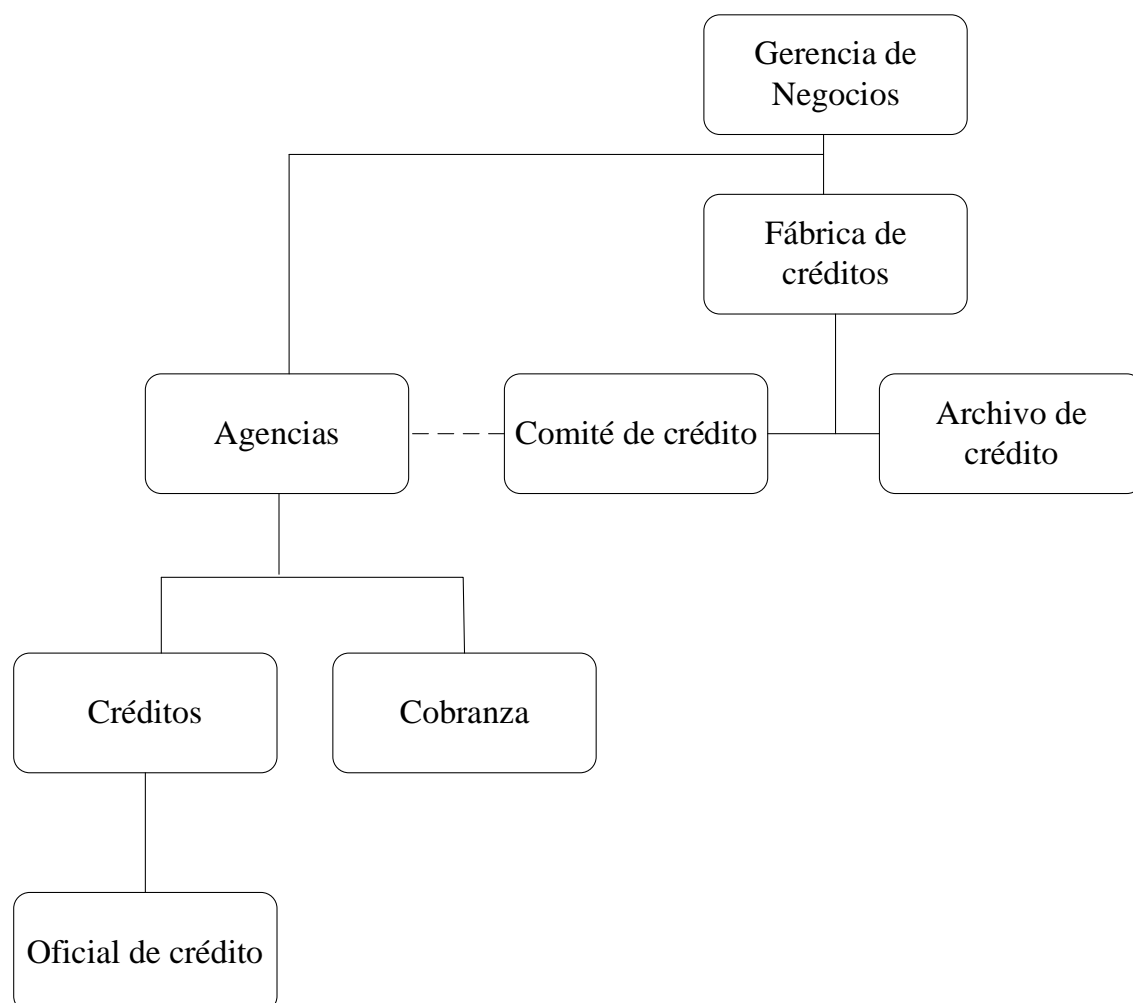 Gerencia de
Negocios
Fábrica de
créditos
Agencias
Comité de crédito
Archivo de
crédito
Créditos
Cobranza
Oficial de crédito